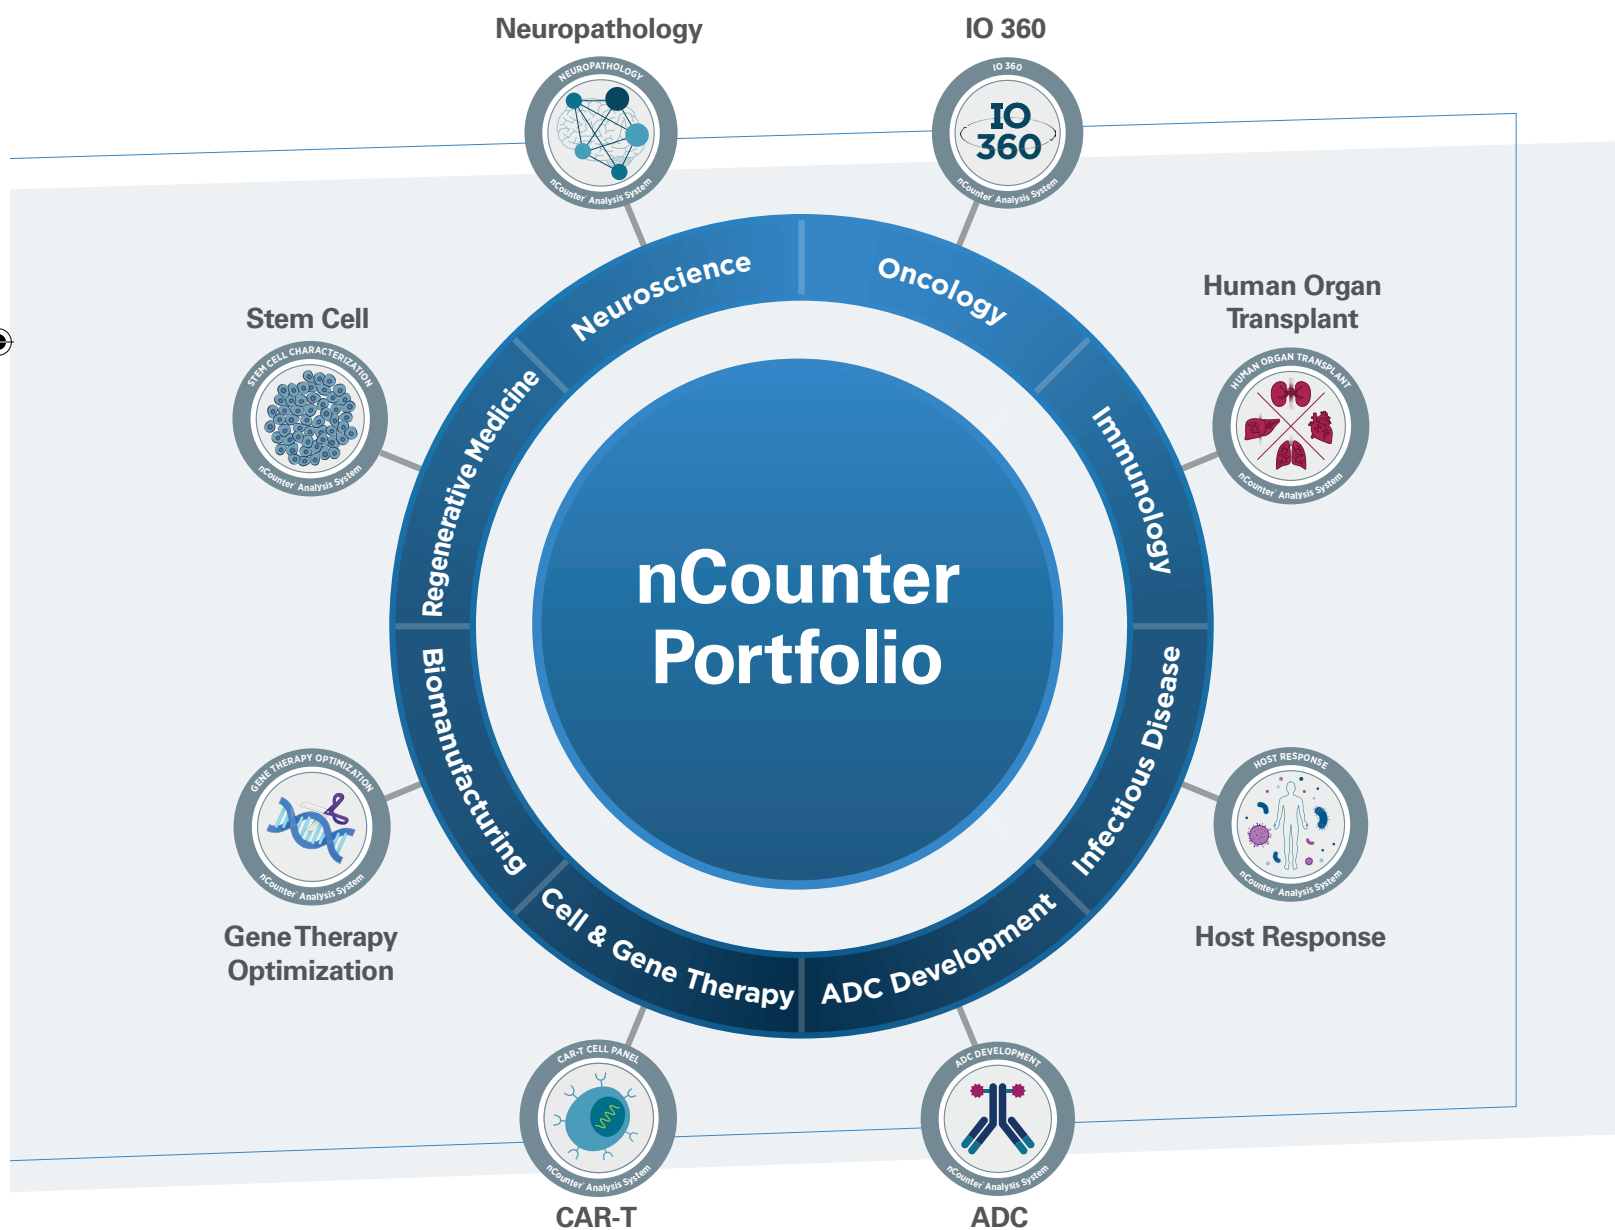 Neuropathology
NEUROPATHOLOGY
nCounter® Analysis System
IO 360
IO 360
IO
360
nCounter® Analysis System
Human Organ
Transplant
HUMAN ORGAN TRANSPLANT
nCounter® Analysis System
HOST RESPONSE
nCounter® Analysis System
Host Response
ADC DEVELOPMENT
nCounter® Analysis System
ADC
CAR-T CELL PANEL
nCounter® Analysis System
CAR-T
GENE THERAPY OPTIMIZATION
nCounter® Analysis System
Gene Therapy
Optimization
Stem Cell
STEM CELL CHARACTERIZATION
nCounter® Analysis System
Neuroscience
Oncology
Immunology
Infectious Disease
ADC Development
Cell & Gene Therapy
Biomanufacturing
Regenerative Medicine
nCounter
Portfolio